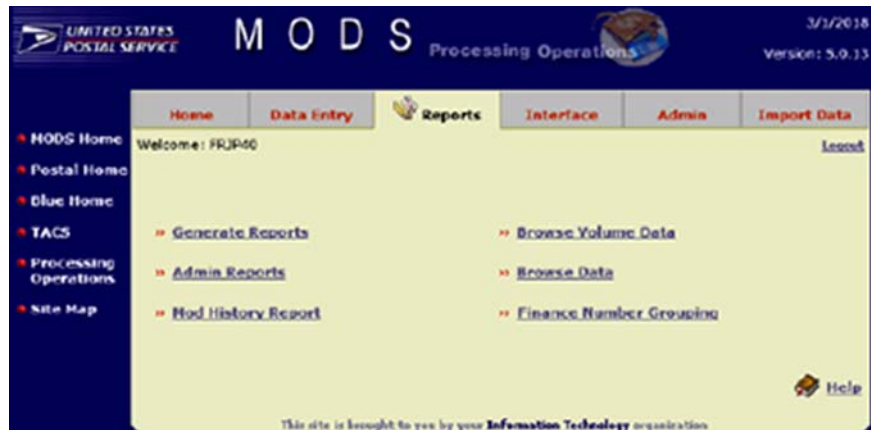 UNITED STATES
POSTAL SERVICE
MODS
Processing Operations
3/1/2018
Version: 5.0.13
Home
Data Entry
Reports
Interface
Admin
Import Data
Welcome: FRJP40
Logout
MODS Home
Postal Home
Blue Home
TACS
Processing
Operations
Site Map
Generate Reports
Browse Volume Data
Admin Reports
Browse Data
Mod History Report
Finance Number Grouping
Help
This site is brought to you by your Information Technology organization